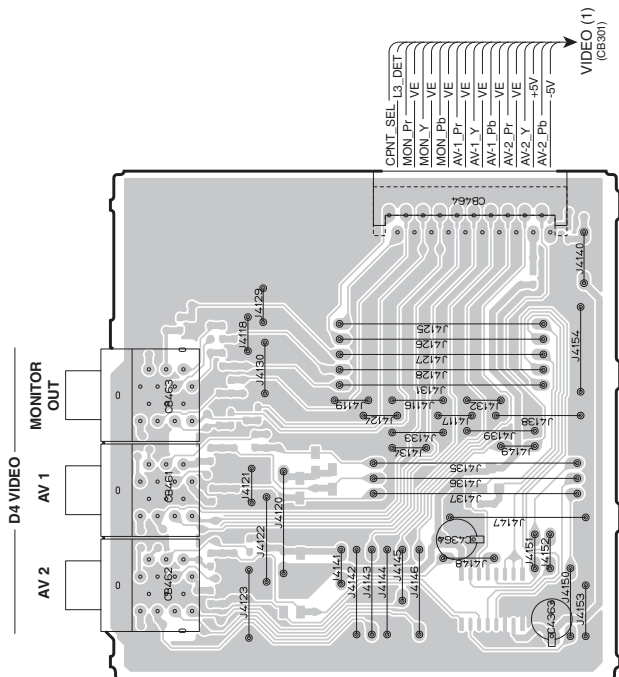 D4 VIDEO
MONITOR
OUT
AV 1
AV 2
CB463
CB461
CB462
CPNT_SEL
L3_DET
MON_Pr
VE
MON_Y
VE
MON_Pb
VE
AV-1_Pr
VE
AV-1_Y
VE
AV-1_Pb
VE
AV-2_Pr
VE
AV-2_Y
+5V
AV-2_Pb
-5V
VIDEO (1)
(CB301)
CB464
J4129
J4118
J4130
J4140
J4125
J4126
J4127
J4128
J4131
J4154
J4119
J4116
J4132
J4124
J4117
J4138
J4133
J4139
J4134
J4149
J4121
J4120
J4122
J4123
J4135
J4136
J4137
J4147
C4364
J4148
J4151
J4152
J4141
J4142
J4143
J4144
J4145
J4146
J4150
J4153
C4363